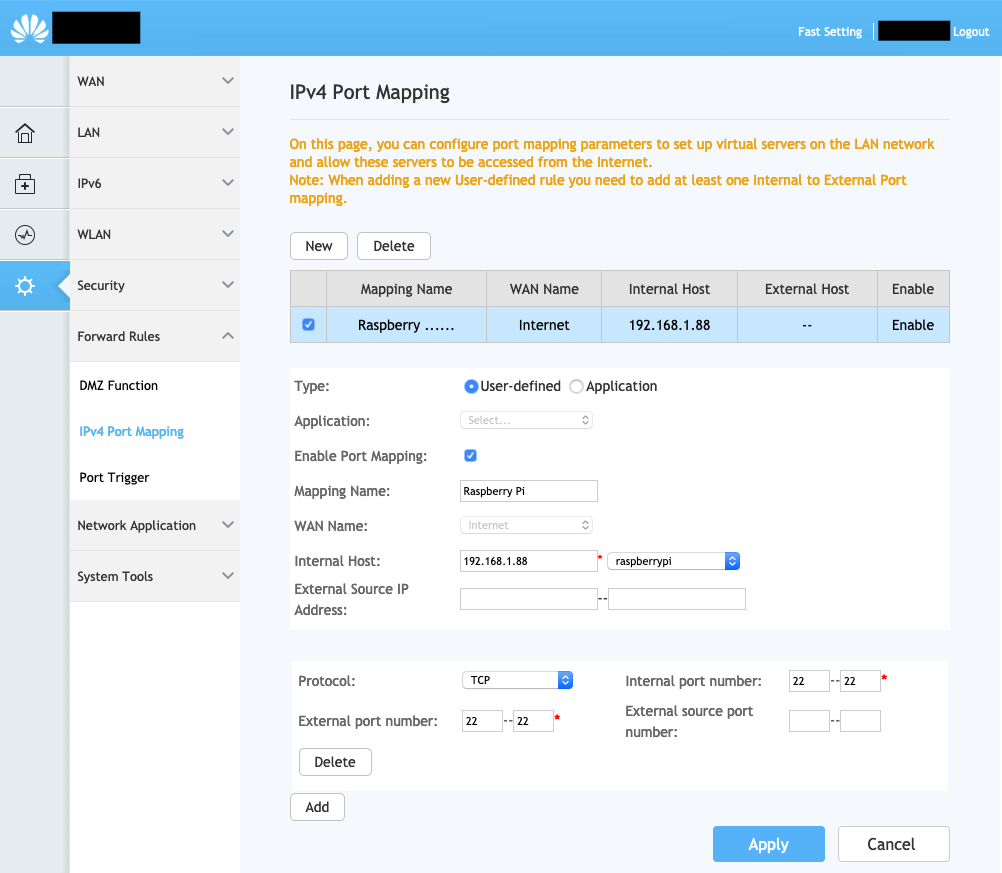 Fast Setting
Logout
WAN
LAN
IPv6
WLAN
Security
Forward Rules
DMZ Function
IPv4 Port Mapping
Port Trigger
Network Application
System Tools
IPv4 Port Mapping
On this page, you can configure port mapping parameters to set up virtual servers on the LAN network
and allow these servers to be accessed from the Internet.
Note: When adding a new User-defined rule you need to add at least one Internal to External Port
mapping.
New Delete
Mapping Name WAN Name Internal Host External Host Enable
Raspberry ...... Internet 192.168.1.88 -- Enable
Type: User-defined Application
Application: Select...
Enable Port Mapping:
Mapping Name: Raspberry Pi
WAN Name: Internet
Internal Host: 192.168.1.88 * raspberrypi
External Source IP
Address: --
Protocol: TCP Internal port number: 22 -- 22 *
External port number: 22 -- 22 * External source port
number: --
Delete
Add
Apply Cancel